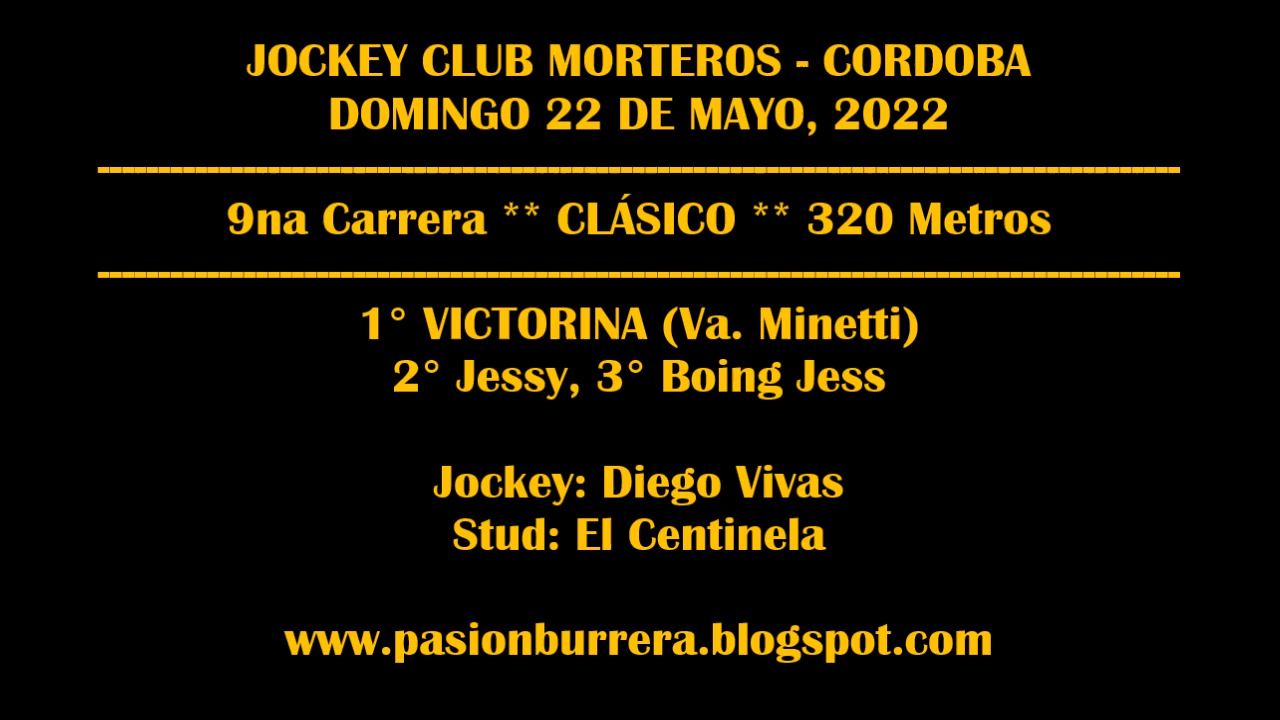 JOCKEY CLUB MORTEROS - CORDOBA
DOMINGO 22 DE MAYO, 2022
9na Carrera ** CLÁSICO ** 320 Metros
1° VICTORINA (Va. Minetti)
2° Jessy, 3° Boing Jess
Jockey: Diego Vivas
Stud: El Centinela
www.pasionburrera.blogspot.com